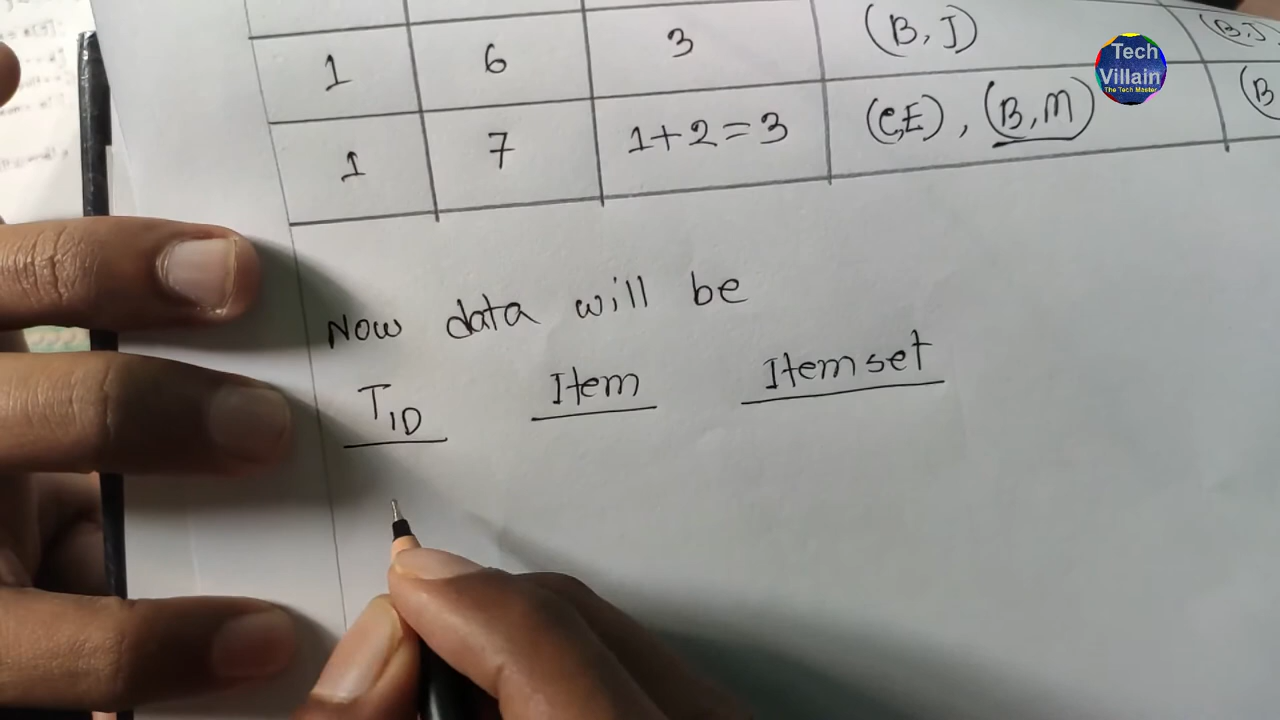 1 6 3 (B, J) (B, J
1 7 1+2=3 (C,E), (B, M) (B
Now data will be
TID Item Itemset
Tech
Villain
The Tech Master